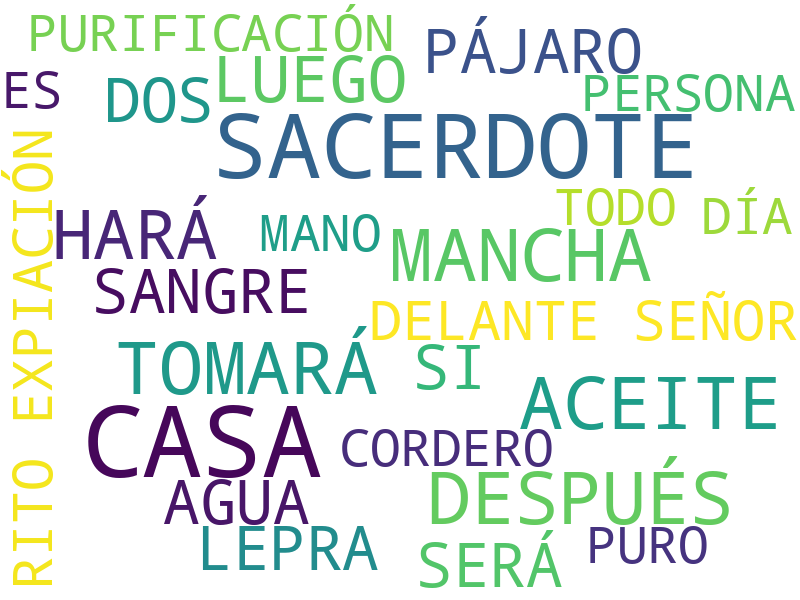 PURIFICACIÓN
PÁJARO
ES
DOS
LUEGO
PERSONA
SACERDOTE
RITO EXPIACIÓN
HARÁ
MANO
TODO
DÍA
MANCHA
SANGRE
DELANTE SEÑOR
TOMARÁ
SI
ACEITE
CASA
CORDERO
AGUA
DESPUÉS
LEPRA
SERÁ
PURO